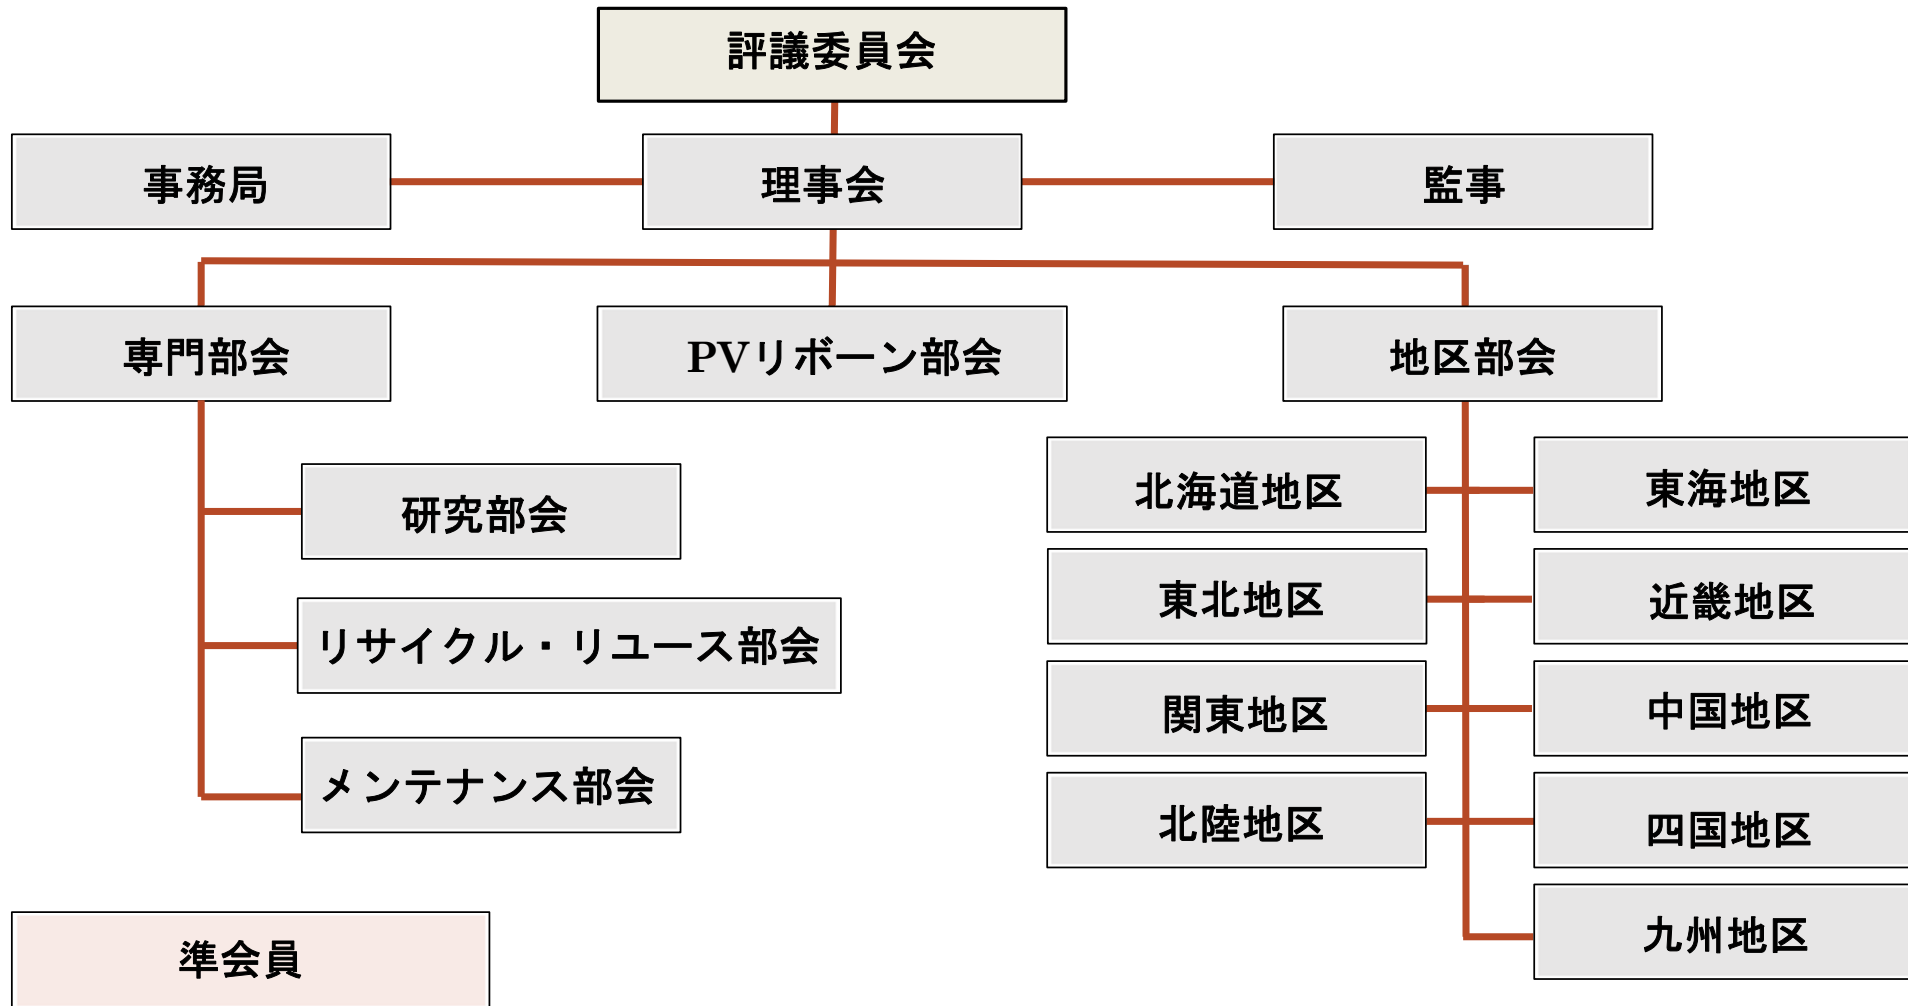 評議委員会
事務局
理事会
監事
専門部会
PVリボーン部会
地区部会
研究部会
リサイクル・リユース部会
メンテナンス部会
北海道地区
東海地区
東北地区
近畿地区
関東地区
中国地区
北陸地区
四国地区
九州地区
準会員